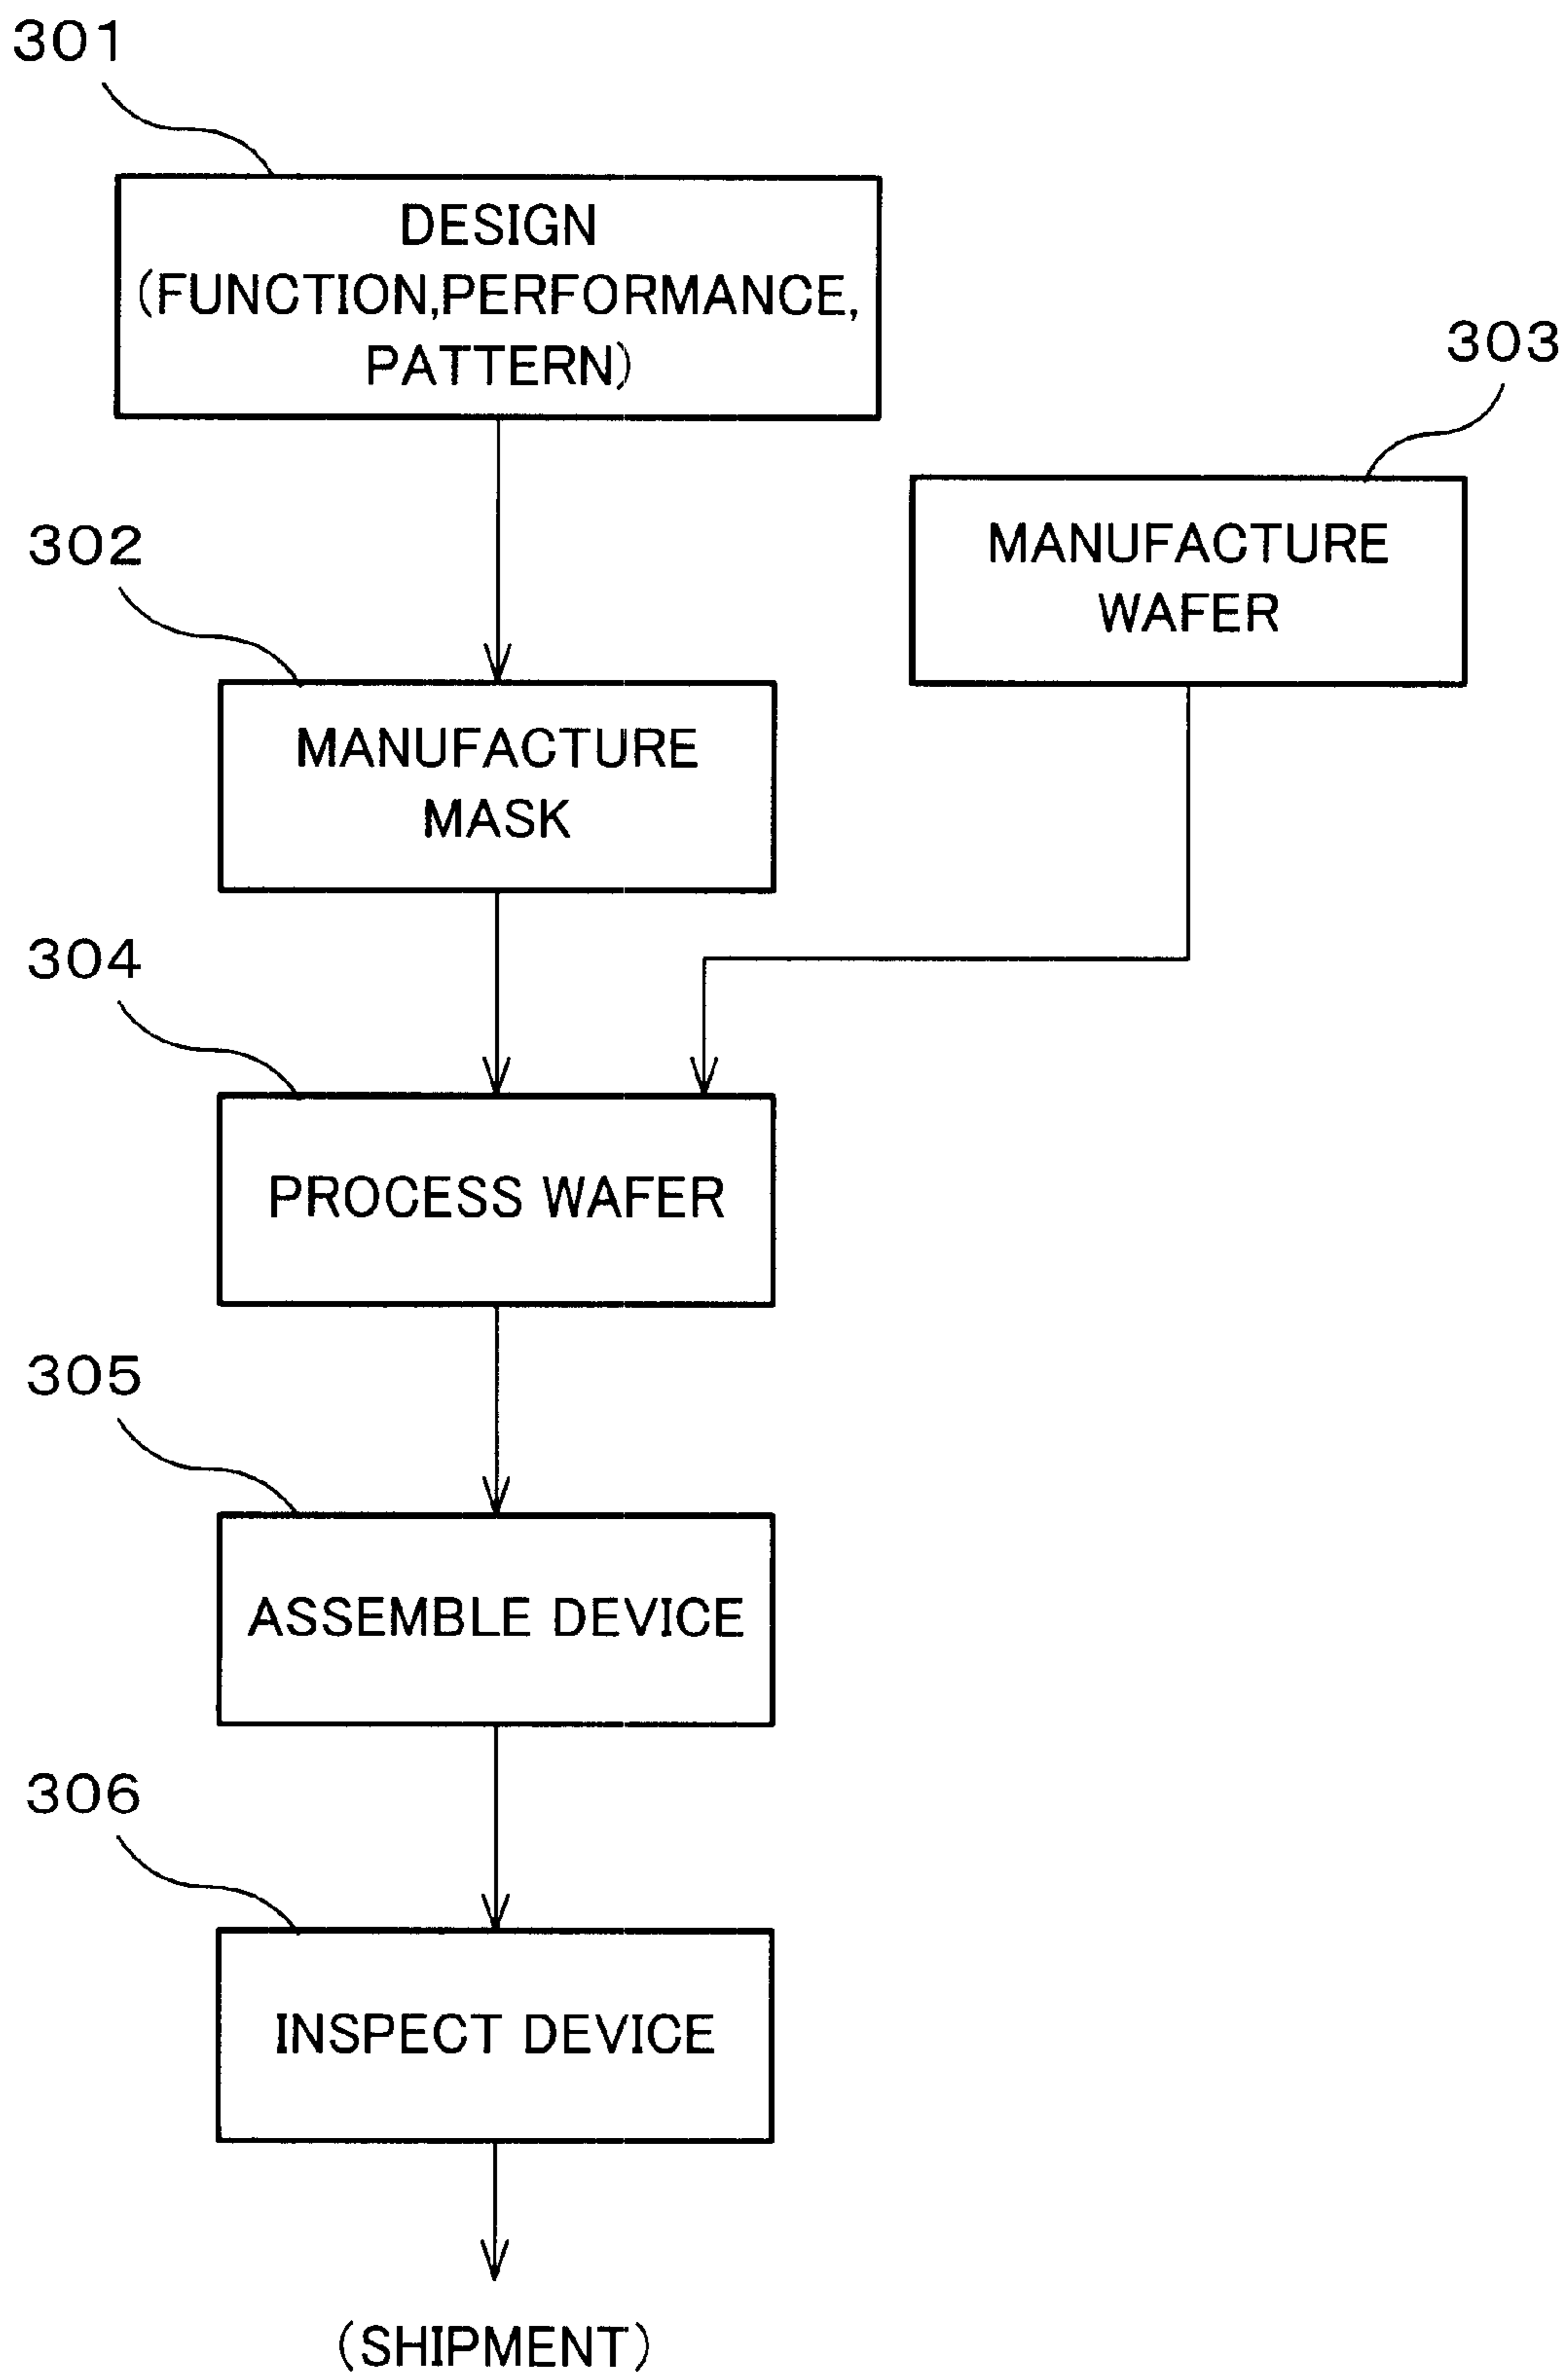 301
DESIGN
(FUNCTION,PERFORMANCE,
PATTERN)
303
MANUFACTURE
WAFER
302
MANUFACTURE
MASK
304
PROCESS WAFER
305
ASSEMBLE DEVICE
306
INSPECT DEVICE
(SHIPMENT)